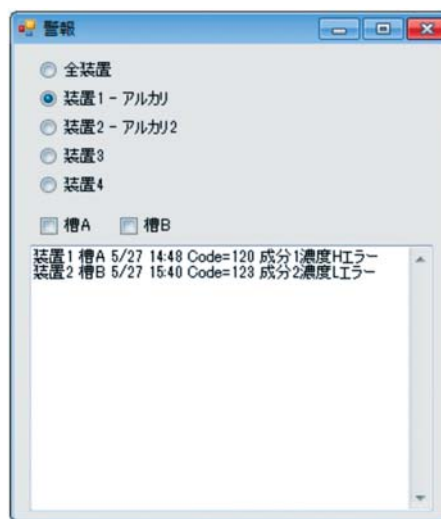 警報
全装置
装置1 - アルカリ
装置2 - アルカリ2
装置3
装置4
槽A 槽B
装置1 槽A 5/27 14:48 Code=120 成分1濃度Hエラー
装置2 槽B 5/27 15:40 Code=123 成分2濃度Lエラー